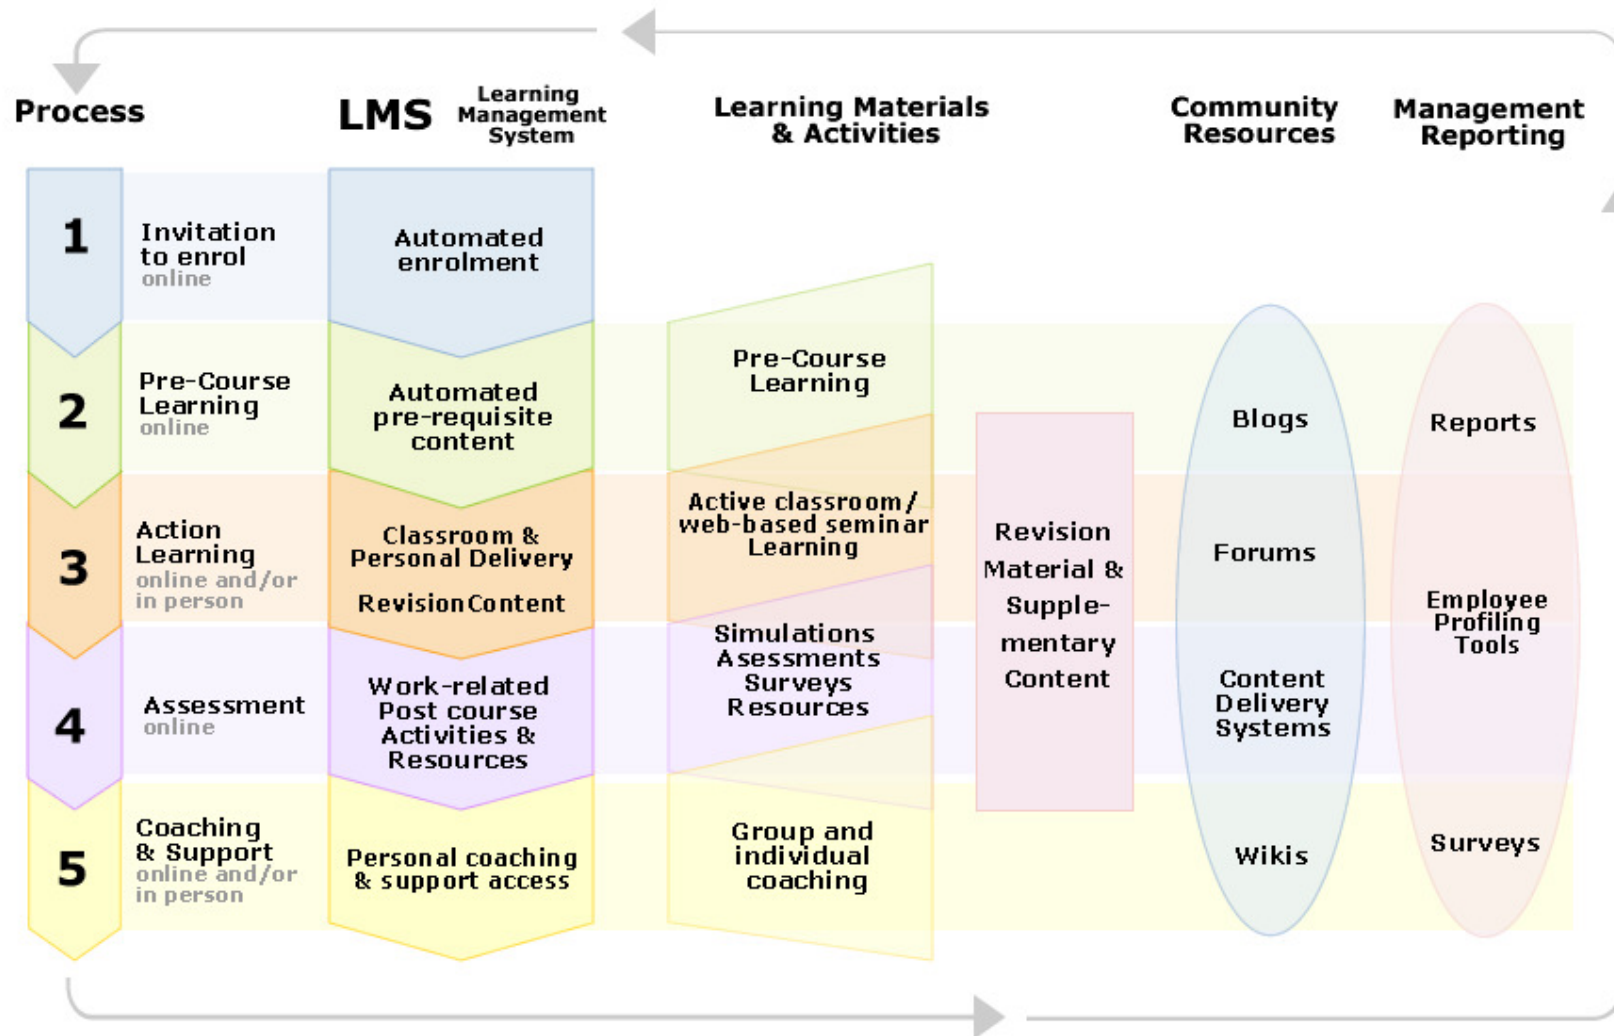 Process
LMS
Learning
Management
System
Learning Materials
& Activities
Community
Resources
Management
Reporting
1
Invitation
to enrol
online
Automated
enrolment
2
Pre-Course
Learning
online
Automated
pre-requisite
content
Pre-Course
Learning
3
Action
Learning
online and/or
in person
Classroom &
Personal Delivery
Revision Content
Active classroom/
web-based seminar
Learning
4
Assessment
online
Work-related
Post course
Activities &
Resources
Simulations
Asessments
Surveys
Resources
5
Coaching
& Support
online and/or
in person
Personal coaching
& support access
Group and
individual
coaching
Revision
Material &
Supple-
mentary
Content
Blogs
Forums
Content
Delivery
Systems
Wikis
Reports
Employee
Profiling
Tools
Surveys